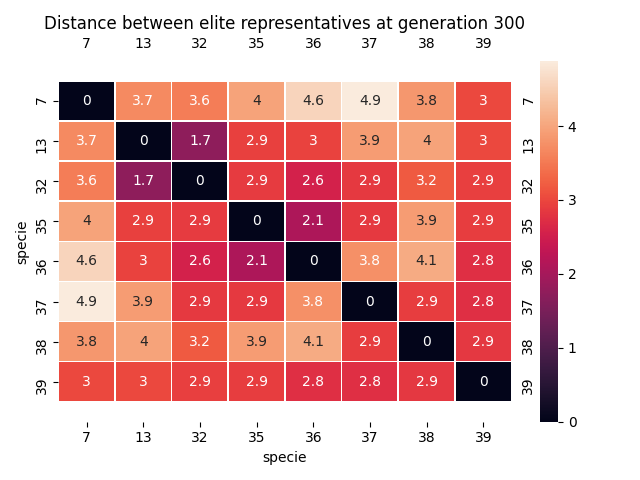 Distance between elite representatives at generation 300
7 13 32 35 36 37 38 39
7 0 3.7 3.6 4 4.6 4.9 3.8 3 7
13 3.7 0 1.7 2.9 3 3.9 4 3 13
32 3.6 1.7 0 2.9 2.6 2.9 3.2 2.9 32
35 4 2.9 2.9 0 2.1 2.9 3.9 2.9 35
36 4.6 3 2.6 2.1 0 3.8 4.1 2.8 36
37 4.9 3.9 2.9 2.9 3.8 0 2.9 2.8 37
38 3.8 4 3.2 3.9 4.1 2.9 0 2.9 38
39 3 3 2.9 2.9 2.8 2.8 2.9 0 39
7 13 32 35 36 37 38 39
specie
specie
4
3
2
1
0